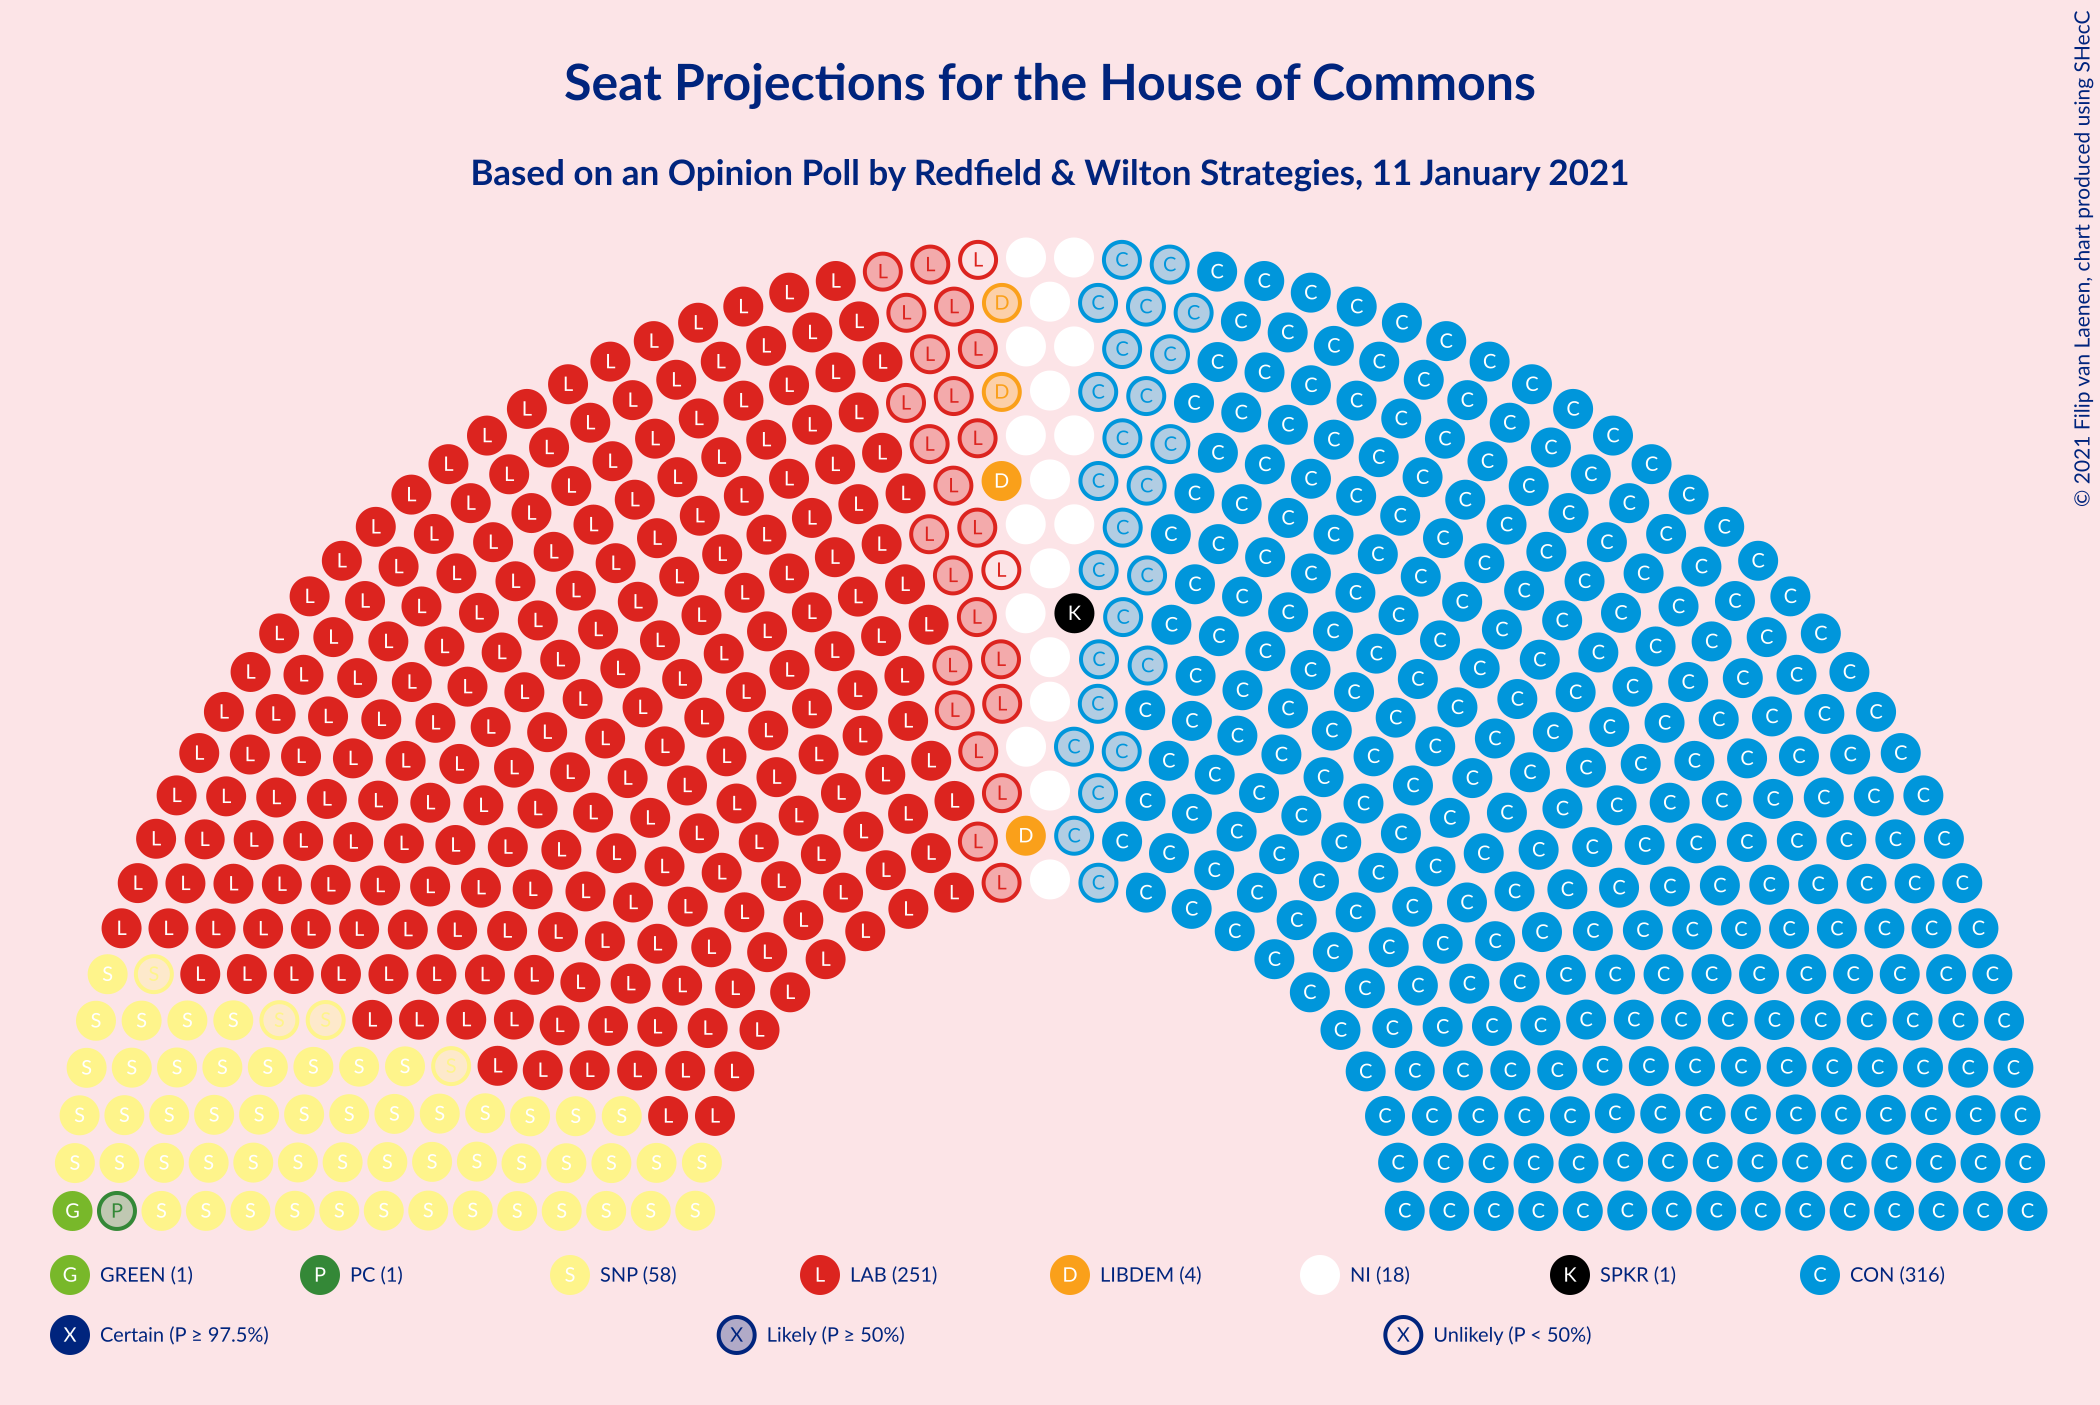 Seat Projections for the House of Commons
Based on an Opinion Poll by Redfield & Wilton Strategies, 11 January 2021
© 2021 Filip van Laenen, chart produced using SHecC
G GREEN (1)
P PC (1)
S SNP (58)
L LAB (251)
D LIBDEM (4)
NI (18)
K SPKR (1)
C CON (316)
X Certain (P ≥ 97.5%)
X Likely (P ≥ 50%)
X Unlikely (P < 50%)